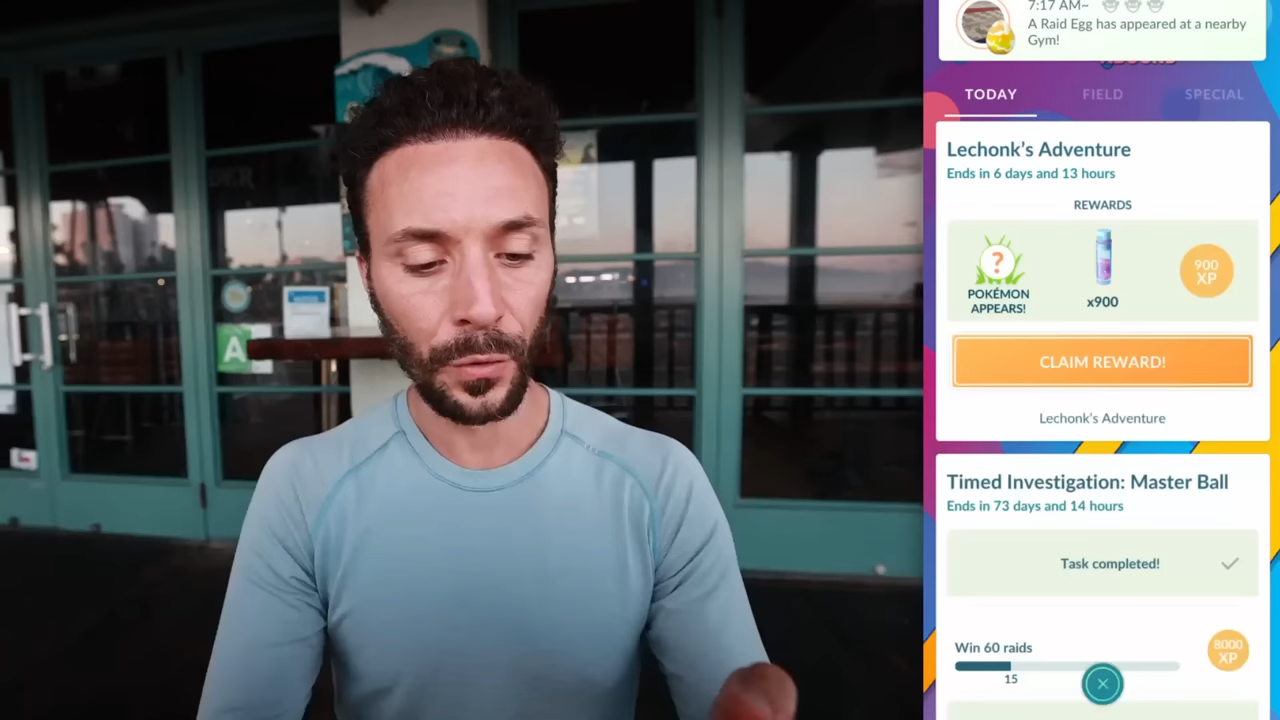 7:17 AM~
A Raid Egg has appeared at a nearby
Gym!
TODAY
FIELD
SPECIAL
Lechonk's Adventure
Ends in 6 days and 13 hours
REWARDS
?
POKÉMON
APPEARS!
x900
900
XP
CLAIM REWARD!
Lechonk's Adventure
Timed Investigation: Master Ball
Ends in 73 days and 14 hours
Task completed!
Win 60 raids
15
8000
XP
A